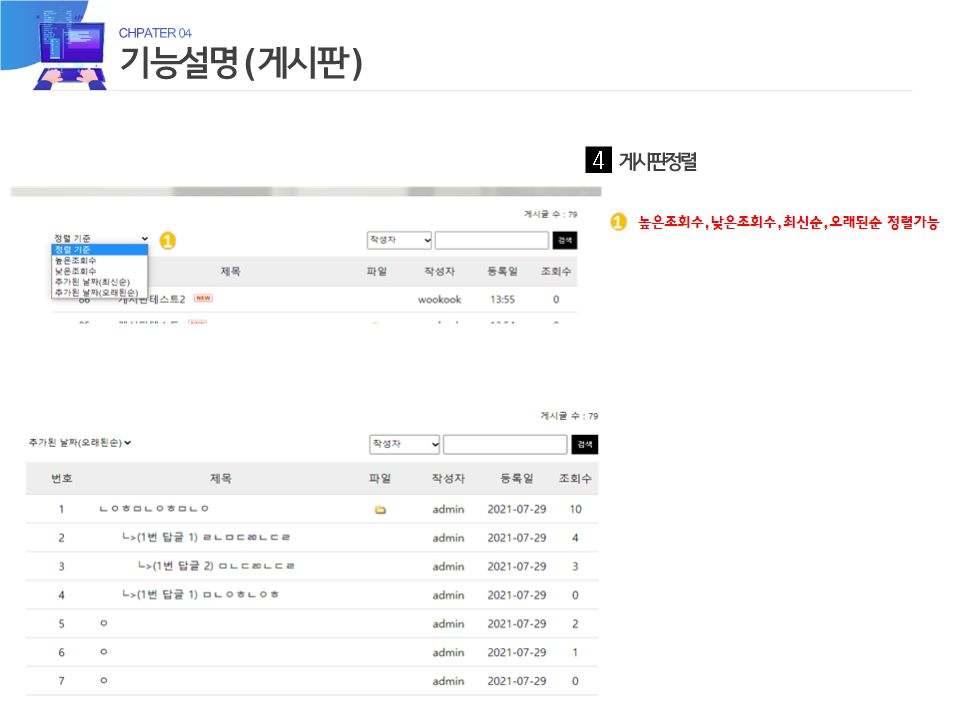 CHPATER 04
기능설명 ( 게시판 )
4 게시판정렬
1 높은조회수,낮은조회수,최신순,오래된순 정렬가능
게시글 수 : 79
정렬 기준 1 작성자 검색
정렬 기준
높은조회수
낮은조회수
추가된 날짜(최신순)
추가된 날짜(오래된순)
제목 파일 작성자 등록일 조회수
86 게시판테스트2 NEW wookook 13:55 0
게시글 수 : 79
추가된 날짜(오래된순) 작성자 검색
번호 제목 파일 작성자 등록일 조회수
1 ㄴㅇㅎㅁㄴㅇㅎㅁㄴㅇ admin 2021-07-29 10
2 ㄴ>(1번 답글 1) ㄹㄴㅁㄷㄻㄴㄷㄹ admin 2021-07-29 4
3 ㄴ>(1번 답글 2) ㅁㄴㄷㄻㄴㄷㄹ admin 2021-07-29 3
4 ㄴ>(1번 답글 1) ㅁㄴㅇㅎㄴㅇㅎ admin 2021-07-29 0
5 ㅇ admin 2021-07-29 2
6 ㅇ admin 2021-07-29 1
7 ㅇ admin 2021-07-29 0